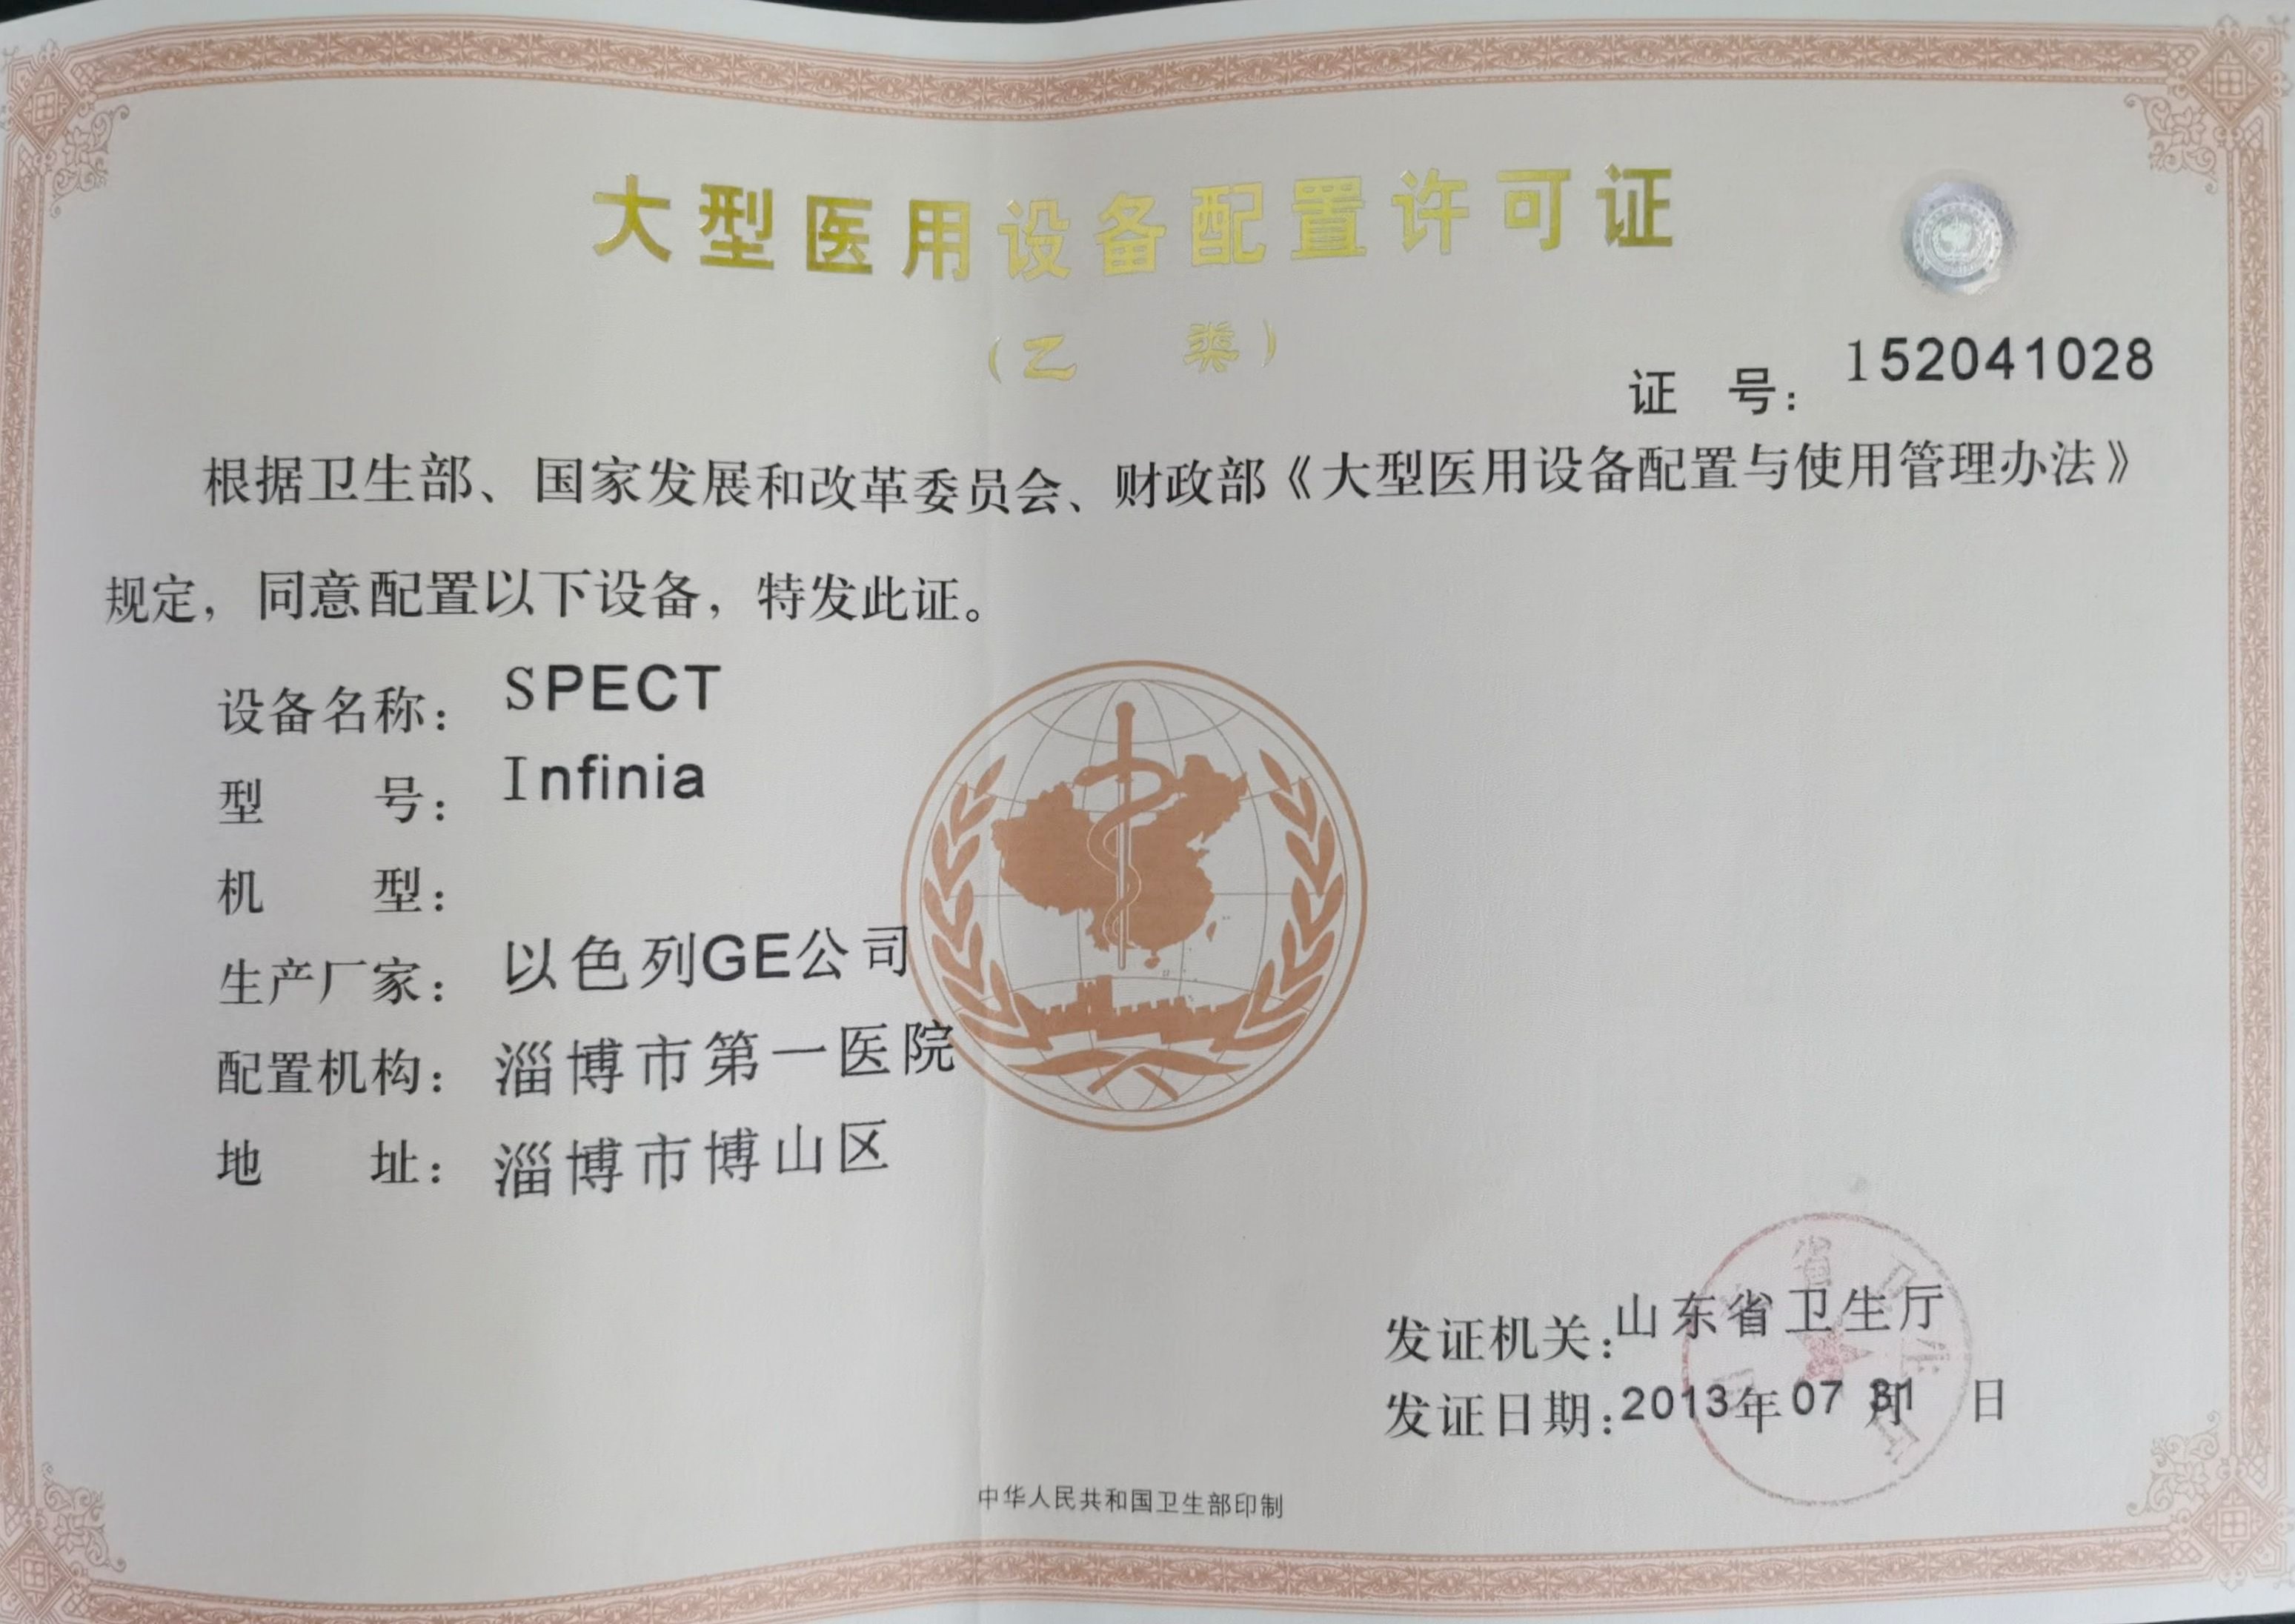 大型医用设备配置许可证
（乙 类）
证 号： 152041028
根据卫生部、国家发展和改革委员会、财政部《大型医用设备配置与使用管理办法》
规定，同意配置以下设备，特发此证。
设备名称： SPECT
型 号： Infinia
机 型：
生产厂家： 以色列GE公司
配置机构： 淄博市第一医院
地 址： 淄博市博山区
发证机关：山东省卫生厅
发证日期：2013年07月31日
中华人民共和国卫生部印制